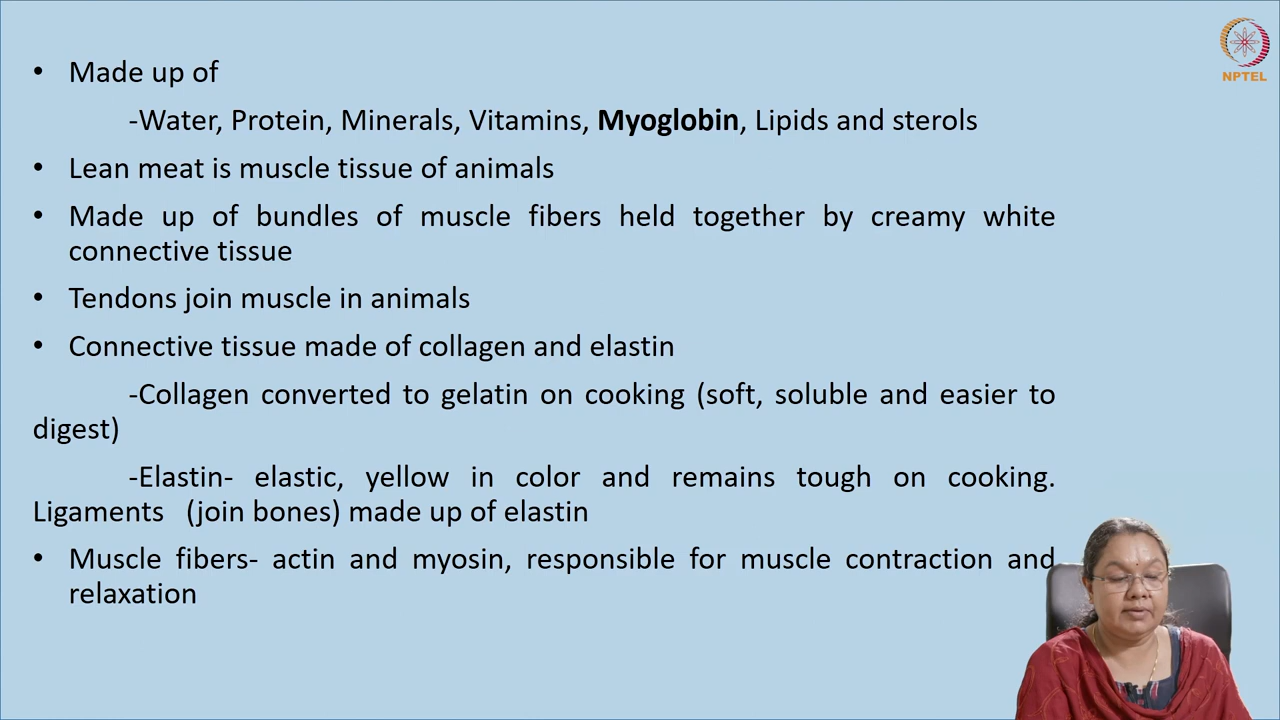 • Made up of
-Water, Protein, Minerals, Vitamins, Myoglobin, Lipids and sterols
• Lean meat is muscle tissue of animals
• Made up of bundles of muscle fibers held together by creamy white
connective tissue
• Tendons join muscle in animals
• Connective tissue made of collagen and elastin
-Collagen converted to gelatin on cooking (soft, soluble and easier to
digest)
-Elastin- elastic, yellow in color and remains tough on cooking.
Ligaments (join bones) made up of elastin
• Muscle fibers- actin and myosin, responsible for muscle contraction and
relaxation
NPTEL